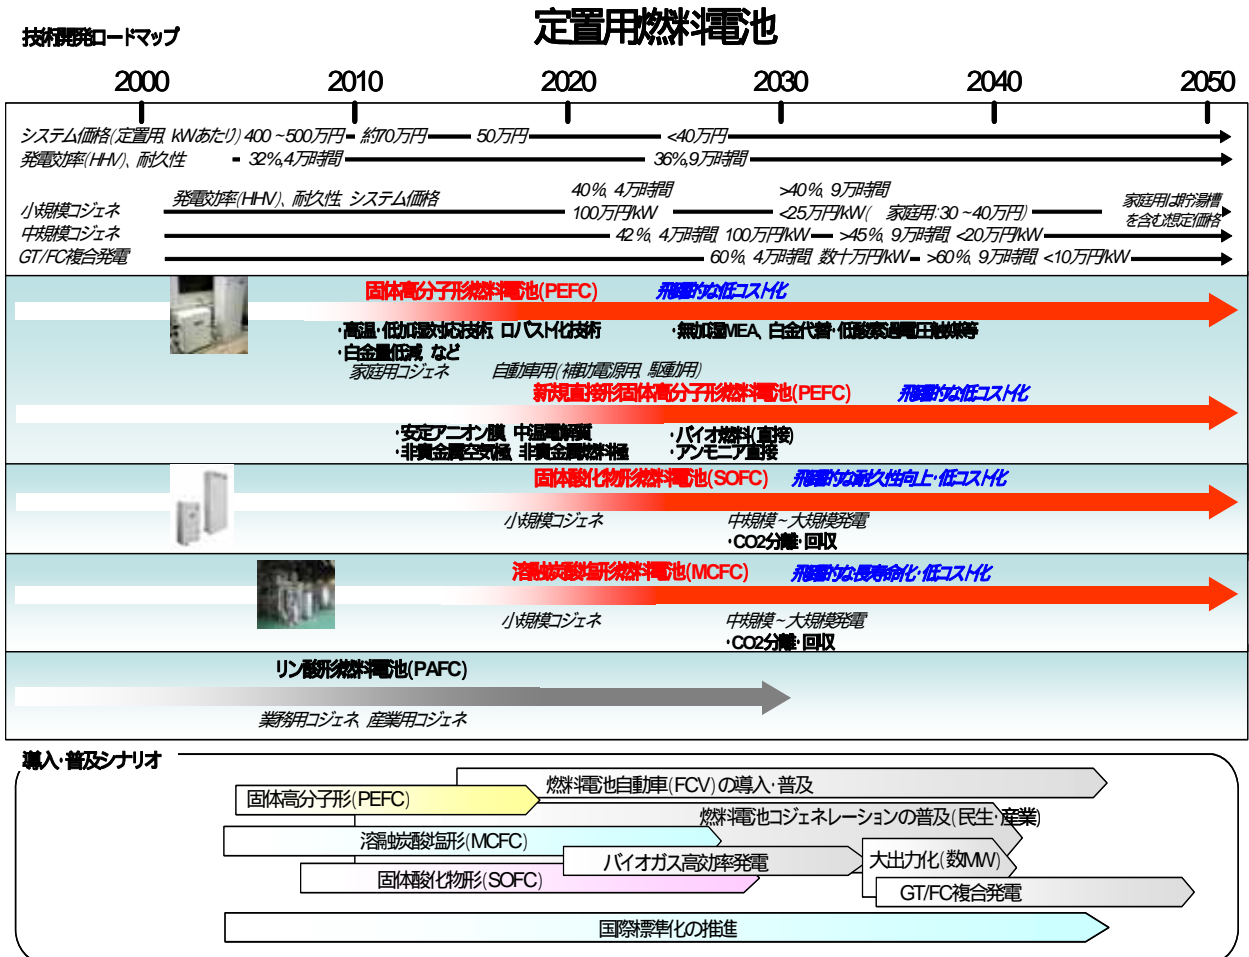 定置用燃料電池
技術開発ロードマップ
2000 2010 2020 2030 2040 2050
システム価格(定置用, kWあたり) 400~500万円 約70万円 50万円 <40万円
発電効率(HHV)、耐久性 32%,4万時間 36%,9万時間
発電効率(HHV)、耐久性 システム価格 40%, 4万時間 >40%, 9万時間 家庭用は貯湯槽
小規模コジェネ 100万円/kW <25万円/kW( 家庭用:30~40万円) を含む想定価格
中規模コジェネ 42%, 4万時間, 100万円/kW >45%, 9万時間, <20万円/kW
GT/FC複合発電 60%, 4万時間, 数十万円/kW >60%, 9万時間, <10万円/kW
固体高分子形燃料電池(PEFC) 飛躍的な低コスト化
・高温・低加湿対応技術, ロバスト化技術 ・無加湿MEA、白金代替・低酸素過電圧触媒等
・白金量低減, など
家庭用コジェネ 自動車用(補助電源用, 駆動用)
新規直接形固体高分子形燃料電池(PEFC) 飛躍的な低コスト化
・安定アニオン膜, 中温電解質 ・バイオ燃料(直接)
・非貴金属空気極, 非貴金属燃料極 ・アンモニア直接
固体酸化物形燃料電池(SOFC) 飛躍的な耐久性向上・低コスト化
小規模コジェネ 中規模~大規模発電
・CO2分離・回収
溶融炭酸塩形燃料電池(MCFC) 飛躍的な長寿命化・低コスト化
小規模コジェネ 中規模~大規模発電
・CO2分離・回収
リン酸形燃料電池(PAFC)
業務用コジェネ, 産業用コジェネ
導入・普及シナリオ
燃料電池自動車(FCV)の導入・普及
固体高分子形(PEFC)
燃料電池コジェネレーションの普及(民生・産業)
溶融炭酸塩形(MCFC)
バイオガス高効率発電 大出力化(数MW)
固体酸化物形(SOFC)
GT/FC複合発電
国際標準化の推進